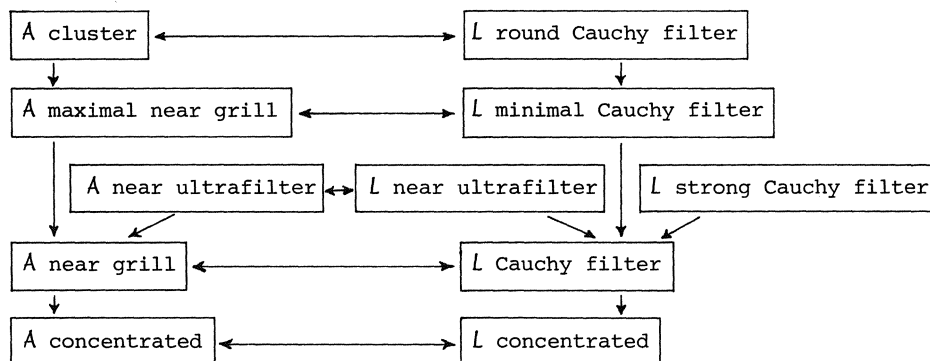 A cluster L round Cauchy filter
A maximal near grill L minimal Cauchy filter
A near ultrafilter L near ultrafilter L strong Cauchy filter
A near grill L Cauchy filter
A concentrated L concentrated